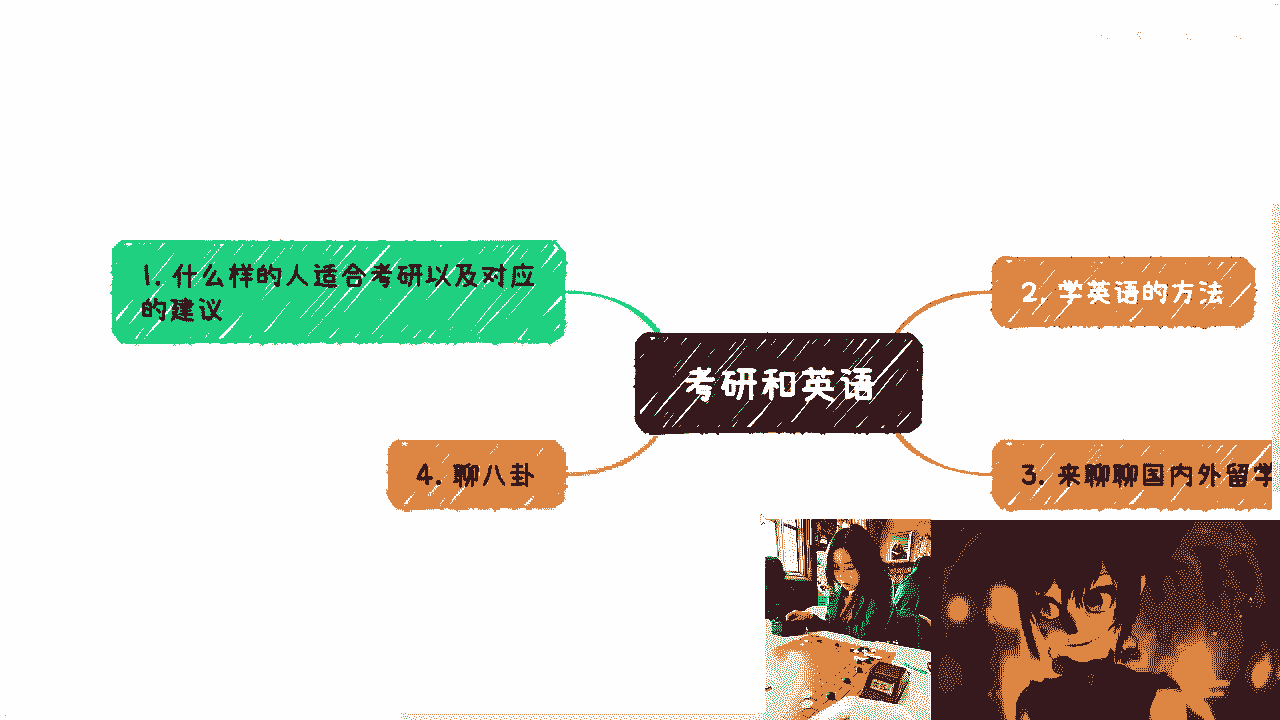 1. 什么样的人适合考研以及对应
的建议
2. 学英语的方法
考研和英语
4. 聊八卦
3. 来聊聊国内外留学